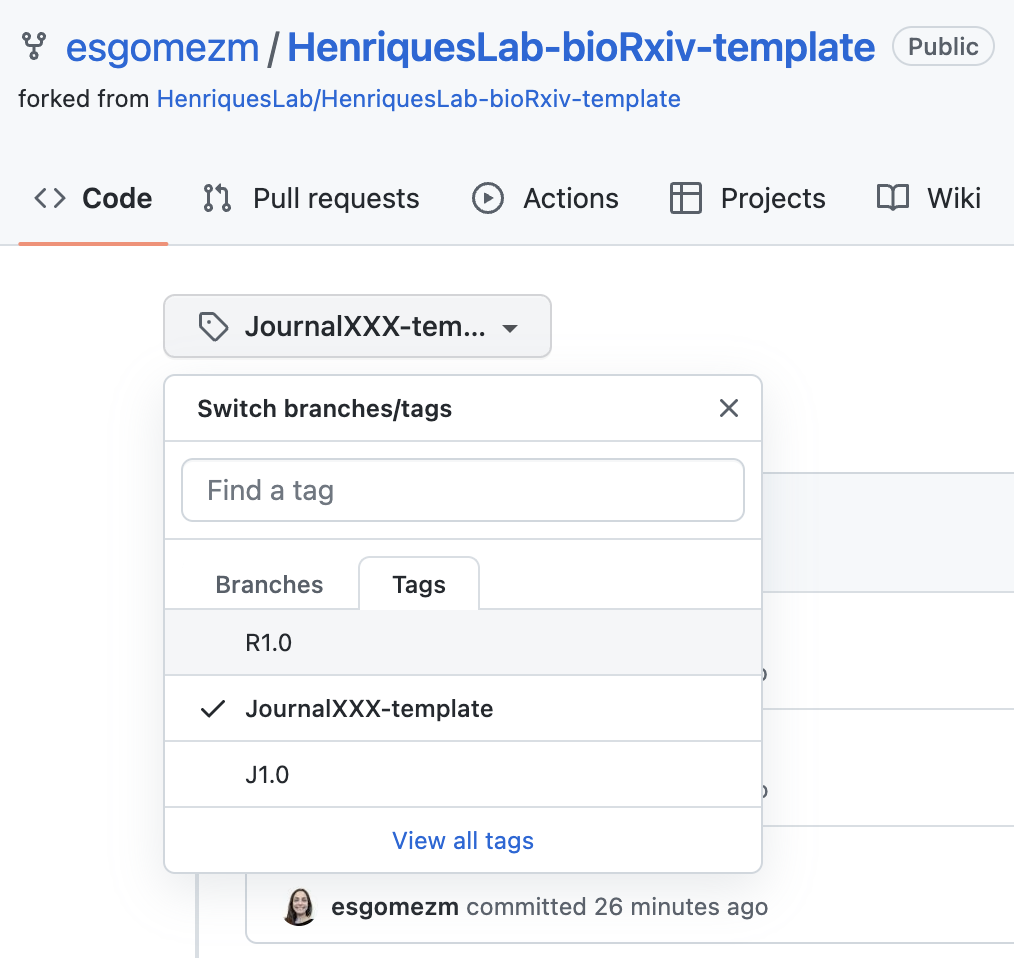 esgomezm / HenriquesLab-bioRxiv-template Public
forked from HenriquesLab/HenriquesLab-bioRxiv-template
Code Pull requests Actions Projects Wiki
JournalXXX-tem...
Switch branches/tags
Find a tag
Branches Tags
R1.0
JournalXXX-template
J1.0
View all tags
esgomezm committed 26 minutes ago